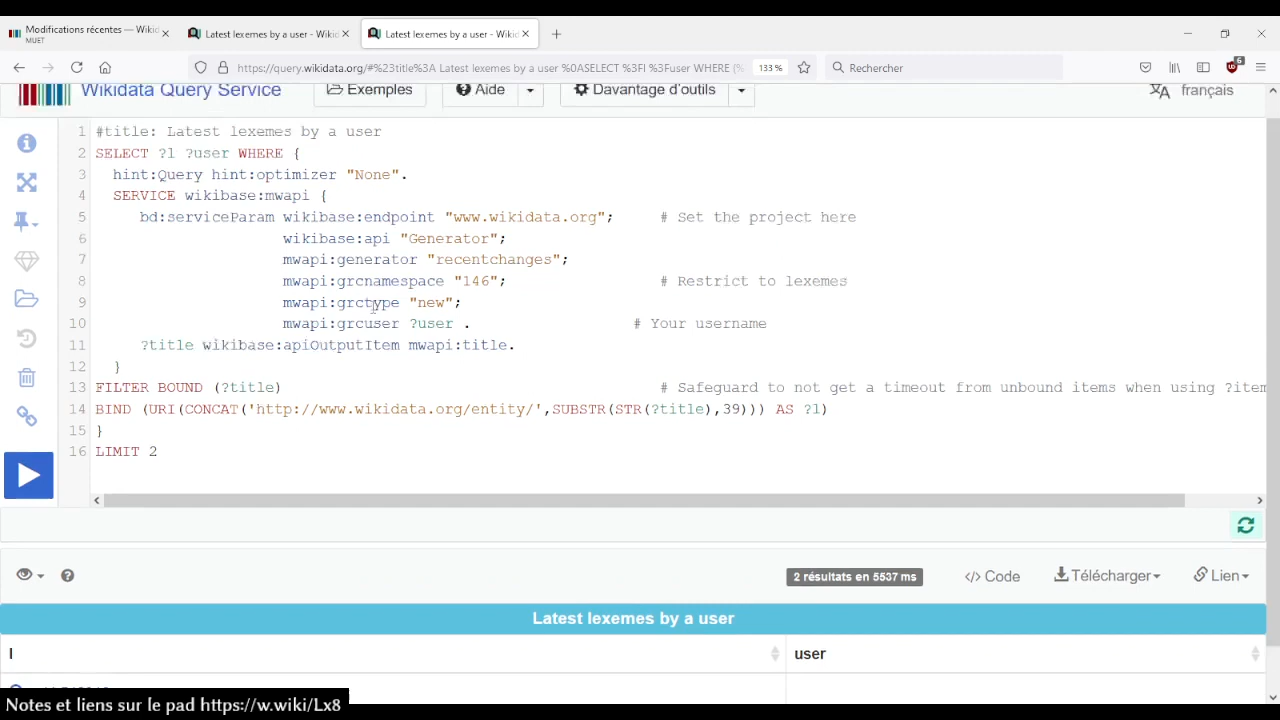 Modifications récentes — Wikid
MUET
Latest lexemes by a user - Wikid
Latest lexemes by a user - Wikid
https://query.wikidata.org/#%23title%3A Latest lexemes by a user %0ASELECT %3Fl %3Fuser WHERE {%
133 %
Rechercher
6
Wikidata Query Service
Exemples
Aide
Davantage d'outils
français
1 #title: Latest lexemes by a user
2 SELECT ?l ?user WHERE {
3 hint:Query hint:optimizer "None".
4 SERVICE wikibase:mwapi {
5 bd:serviceParam wikibase:endpoint "www.wikidata.org"; # Set the project here
6 wikibase:api "Generator";
7 mwapi:generator "recentchanges";
8 mwapi:grcnamespace "146"; # Restrict to lexemes
9 mwapi:grctype "new";
10 mwapi:grcuser ?user . # Your username
11 ?title wikibase:apiOutputItem mwapi:title.
12 }
13 FILTER BOUND (?title) # Safeguard to not get a timeout from unbound items when using ?item
14 BIND (URI(CONCAT('http://www.wikidata.org/entity/',SUBSTR(STR(?title),39))) AS ?l)
15 }
16 LIMIT 2
2 résultats en 5537 ms
</> Code
Télécharger
Lien
Latest lexemes by a user
l
user
Notes et liens sur le pad https://w.wiki/Lx8